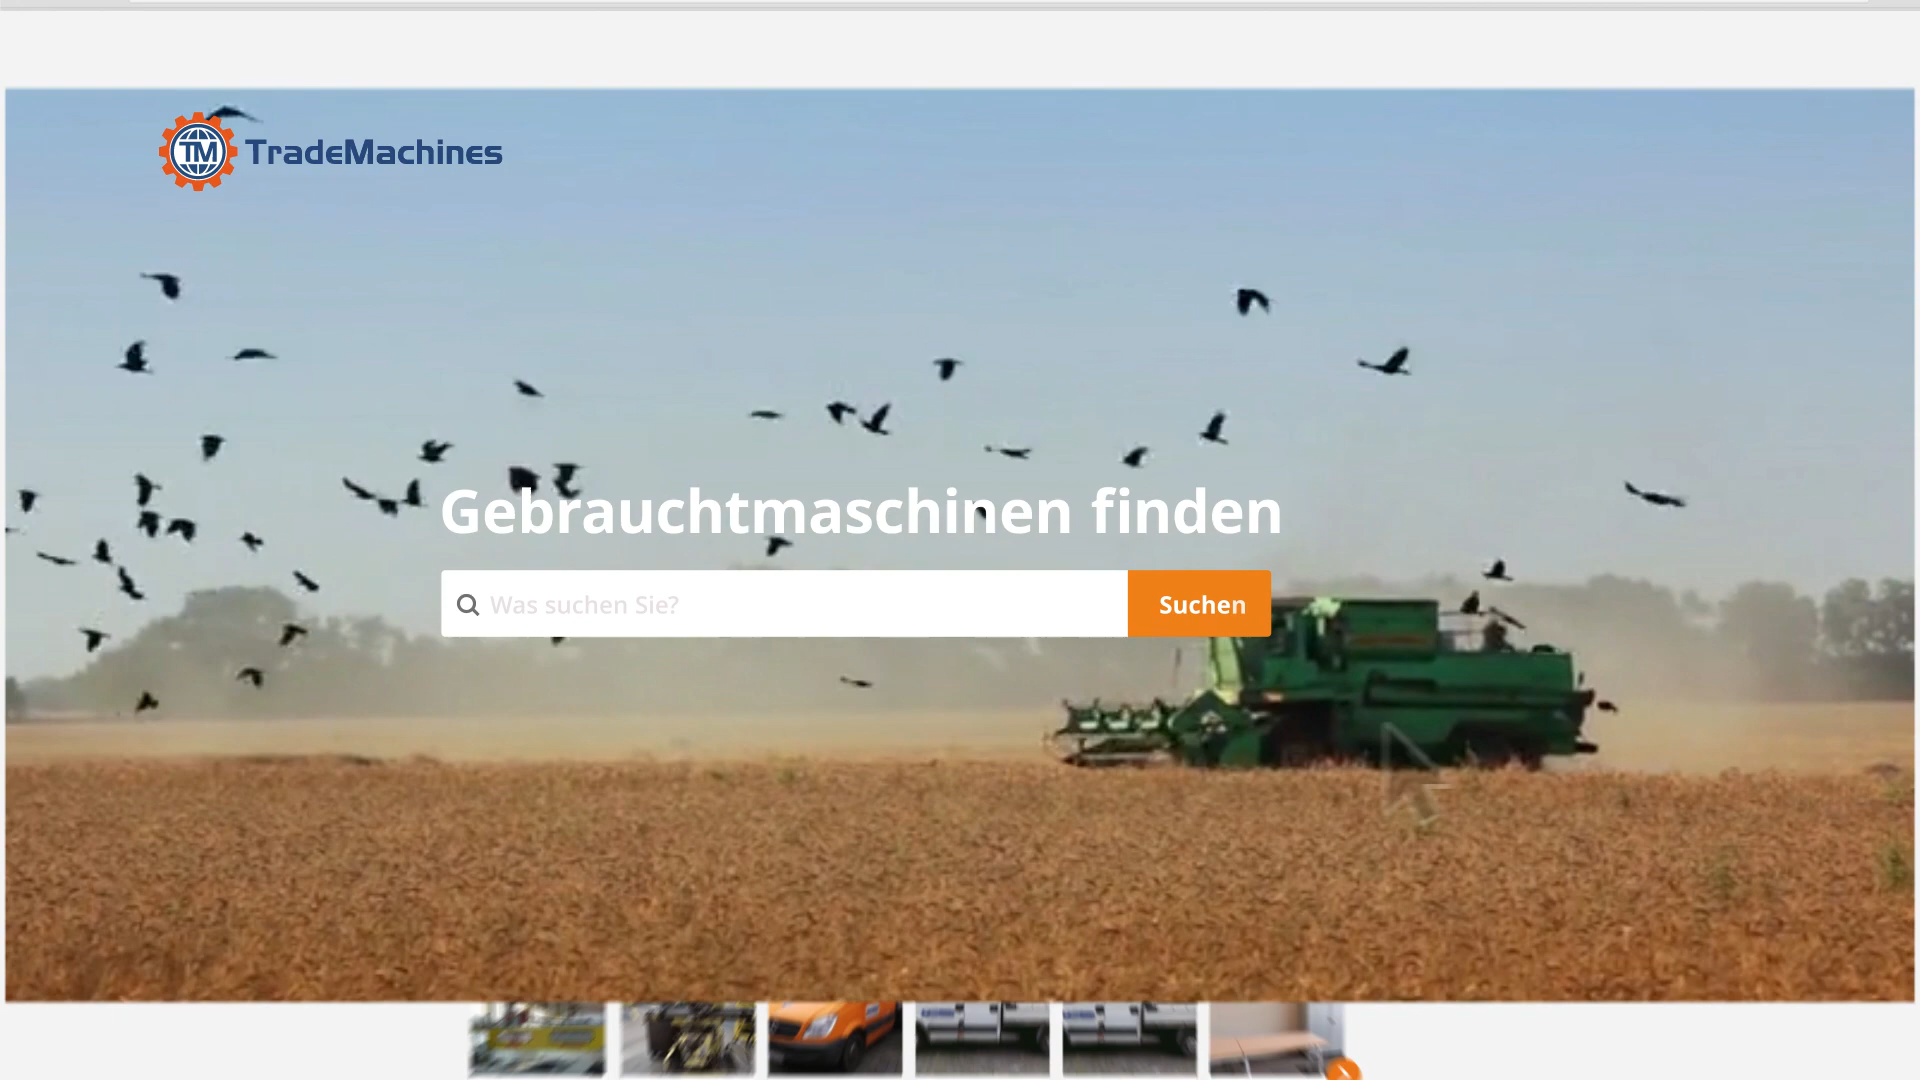 TM TradeMachines
Gebrauchtmaschinen finden
Was suchen Sie?
Suchen